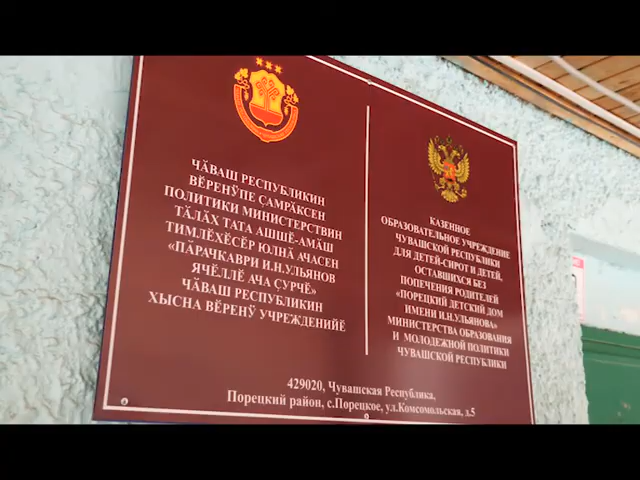 ЧӐВАШ РЕСПУБЛИКИН
ВӖРЕНӲПЕ ҪАМРӐКСЕН
ПОЛИТИКИ МИНИСТЕРСТВИН
ТӐЛӐХ ТАТА АШШӖ-АМӐШ
ТИМЛӖХӖСӖР ЮЛНӐ АЧАСЕН
«ПӐРАЧКАВРИ И.Н.УЛЬЯНОВ
ЯЧӖЛЛӖ АЧА ҪУРЧӖ»
ЧӐВАШ РЕСПУБЛИКИН
ХЫСНА ВӖРЕНӲ УЧРЕЖДЕНИЙӖ
КАЗЕННОЕ
ОБРАЗОВАТЕЛЬНОЕ УЧРЕЖДЕНИЕ
ЧУВАШСКОЙ РЕСПУБЛИКИ
ДЛЯ ДЕТЕЙ-СИРОТ И ДЕТЕЙ,
ОСТАВШИХСЯ БЕЗ
ПОПЕЧЕНИЯ РОДИТЕЛЕЙ
«ПОРЕЦКИЙ ДЕТСКИЙ ДОМ
ИМЕНИ И.Н.УЛЬЯНОВА»
МИНИСТЕРСТВА ОБРАЗОВАНИЯ
И МОЛОДЕЖНОЙ ПОЛИТИКИ
ЧУВАШСКОЙ РЕСПУБЛИКИ
429020, Чувашская Республика,
Порецкий район, с.Порецкое, ул.Комсомольская, д.5